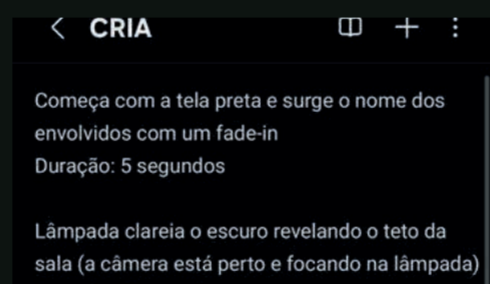 CRIA
Começa com a tela preta e surge o nome dos
envolvidos com um fade-in
Duração: 5 segundos
Lâmpada clareia o escuro revelando o teto da
sala (a câmera está perto e focando na lâmpada)